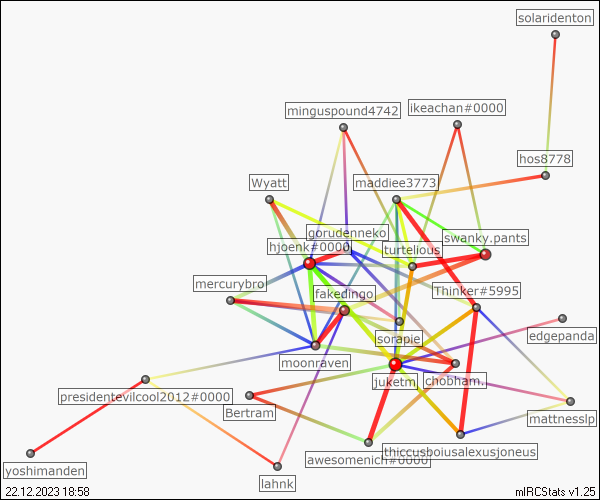 solaridenton
minguspound4742
ikeachan#0000
hos8778
Wyatt
maddiee3773
gorudenneko
swanky.pants
hjoenk#0000
turtelious
mercurybro
fakedingo
Thinker#5995
sorapie
edgepanda
moonraven
juketm
chobham.
presidentevilcool2012#0000
Bertram
mattnesslp
awesomenich#0000
thiccusboiusalexusjoneus
yoshimanden
lahnk
22.12.2023 18:58
mIRCStats v1.25